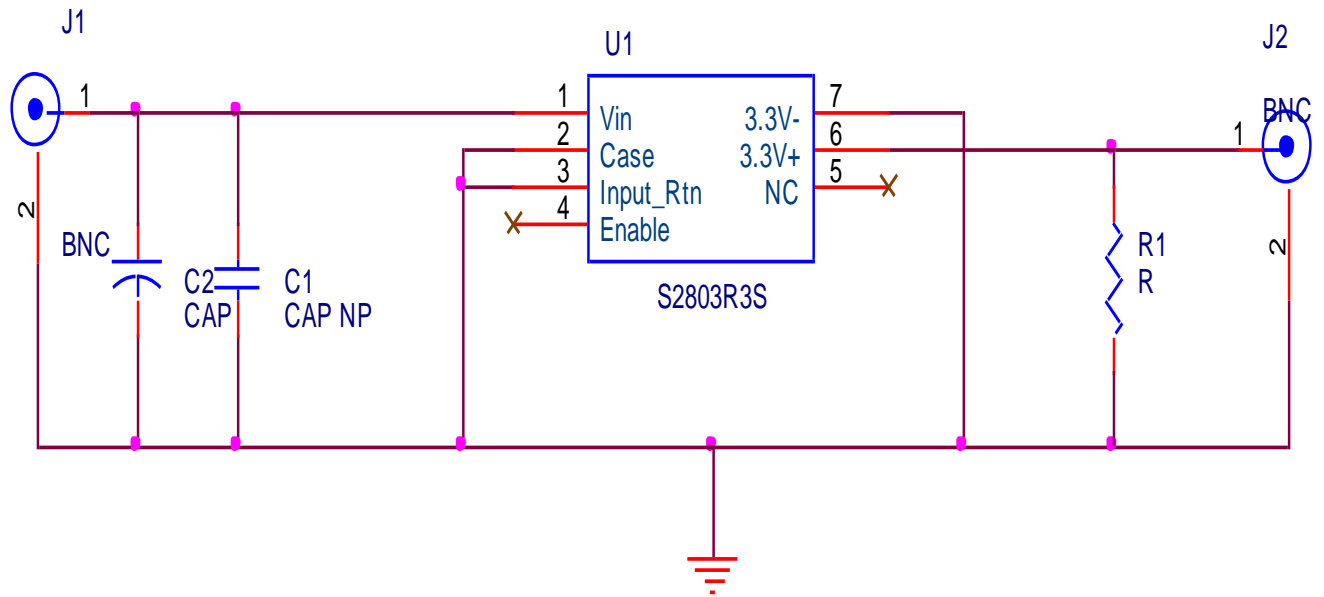 J1
U1
J2
1
1
Vin
2
Case
3
Input_Rtn
4
Enable
7
3.3V-
6
3.3V+
5
NC
1
BNC
2
BNC
C2
CAP
C1
CAP NP
S2803R3S
R1
R
2